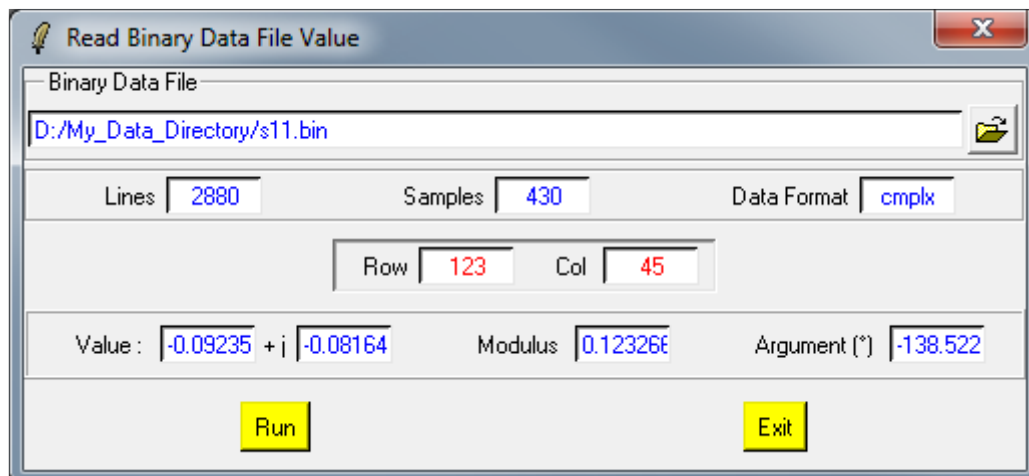 Read Binary Data File Value
Binary Data File
D:/My_Data_Directory/s11.bin
Lines 2880 Samples 430 Data Format cmplx
Row 123 Col 45
Value : -0.09235 + j -0.08164 Modulus 0.123266 Argument (°) -138.522
Run Exit